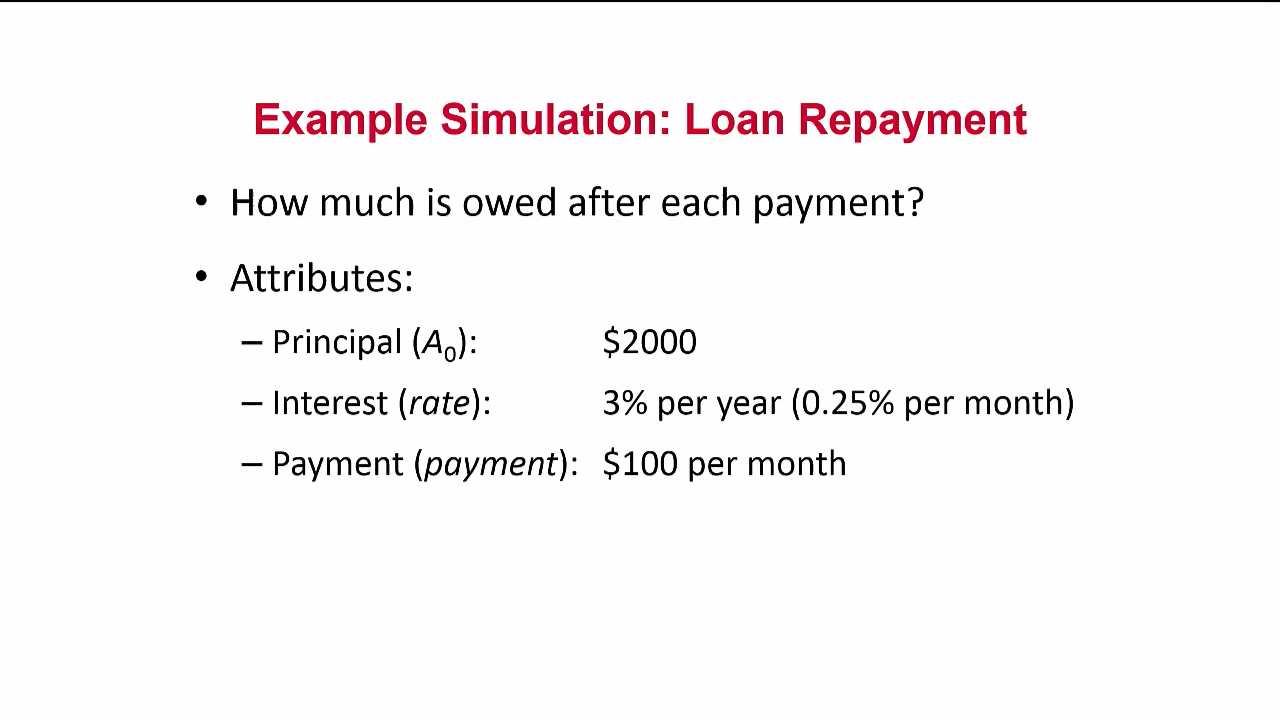 Example Simulation: Loan Repayment
• How much is owed after each payment?
• Attributes:
– Principal (A₀): $2000
– Interest (rate): 3% per year (0.25% per month)
– Payment (payment): $100 per month